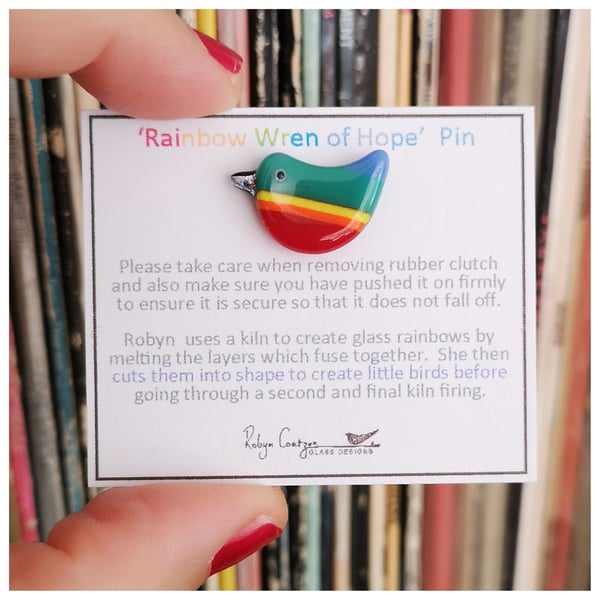 'Rainbow Wren of Hope' Pin
Please take care when removing rubber clutch
and also make sure you have pushed it on firmly
to ensure it is secure so that it does not fall off.
Robyn uses a kiln to create glass rainbows by
melting the layers which fuse together. She then
cuts them into shape to create little birds before
going through a second and final kiln firing.
Robyn Coetzee
GLASS DESIGNS